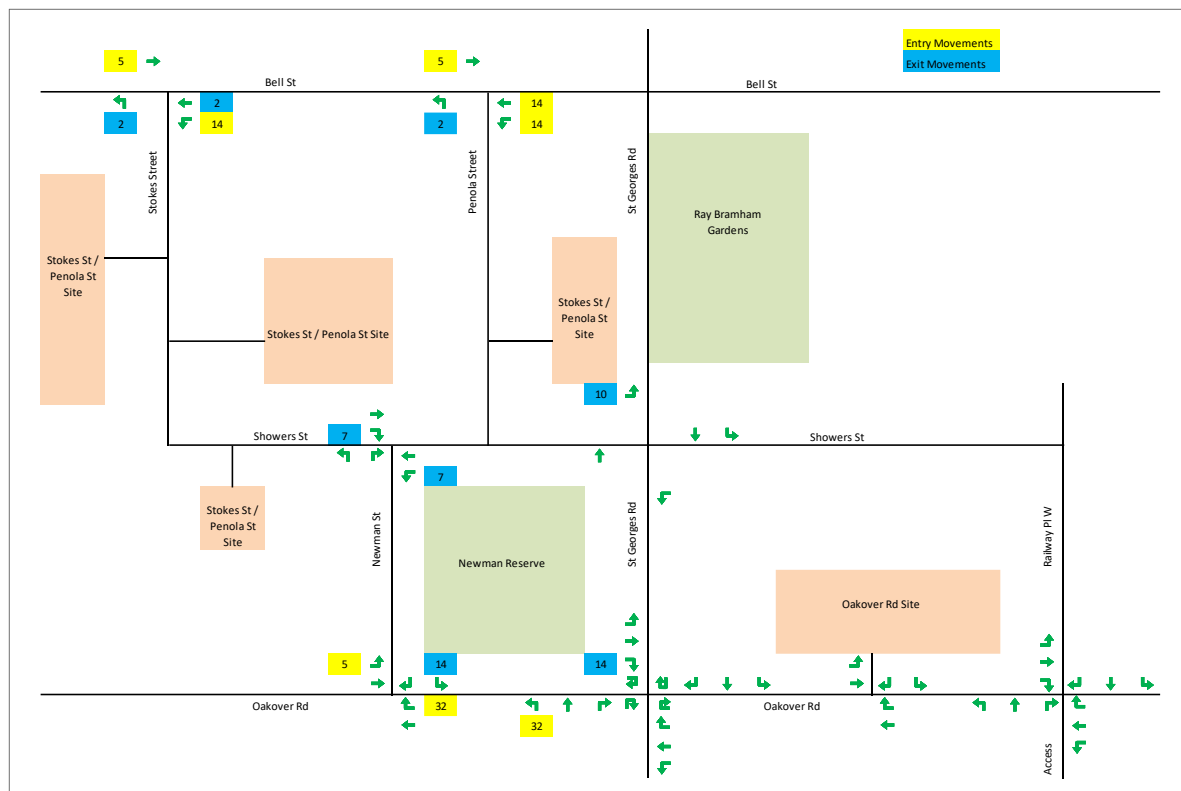 Entry Movements
5
5
Exit Movements
Bell St
Bell St
2
14
2
14
2
14
Stokes Street
Penola Street
St Georges Rd
Ray Bramham
Gardens
Stokes St /
Penola St
Site
Stokes St / Penola St Site
Stokes St /
Penola St
Site
10
7
Showers St
Showers St
7
Stokes St /
Penola St
Site
Newman St
Newman Reserve
St Georges Rd
Railway Pl W
Oakover Rd Site
5
14
14
Oakover Rd
32
Oakover Rd
32
Access